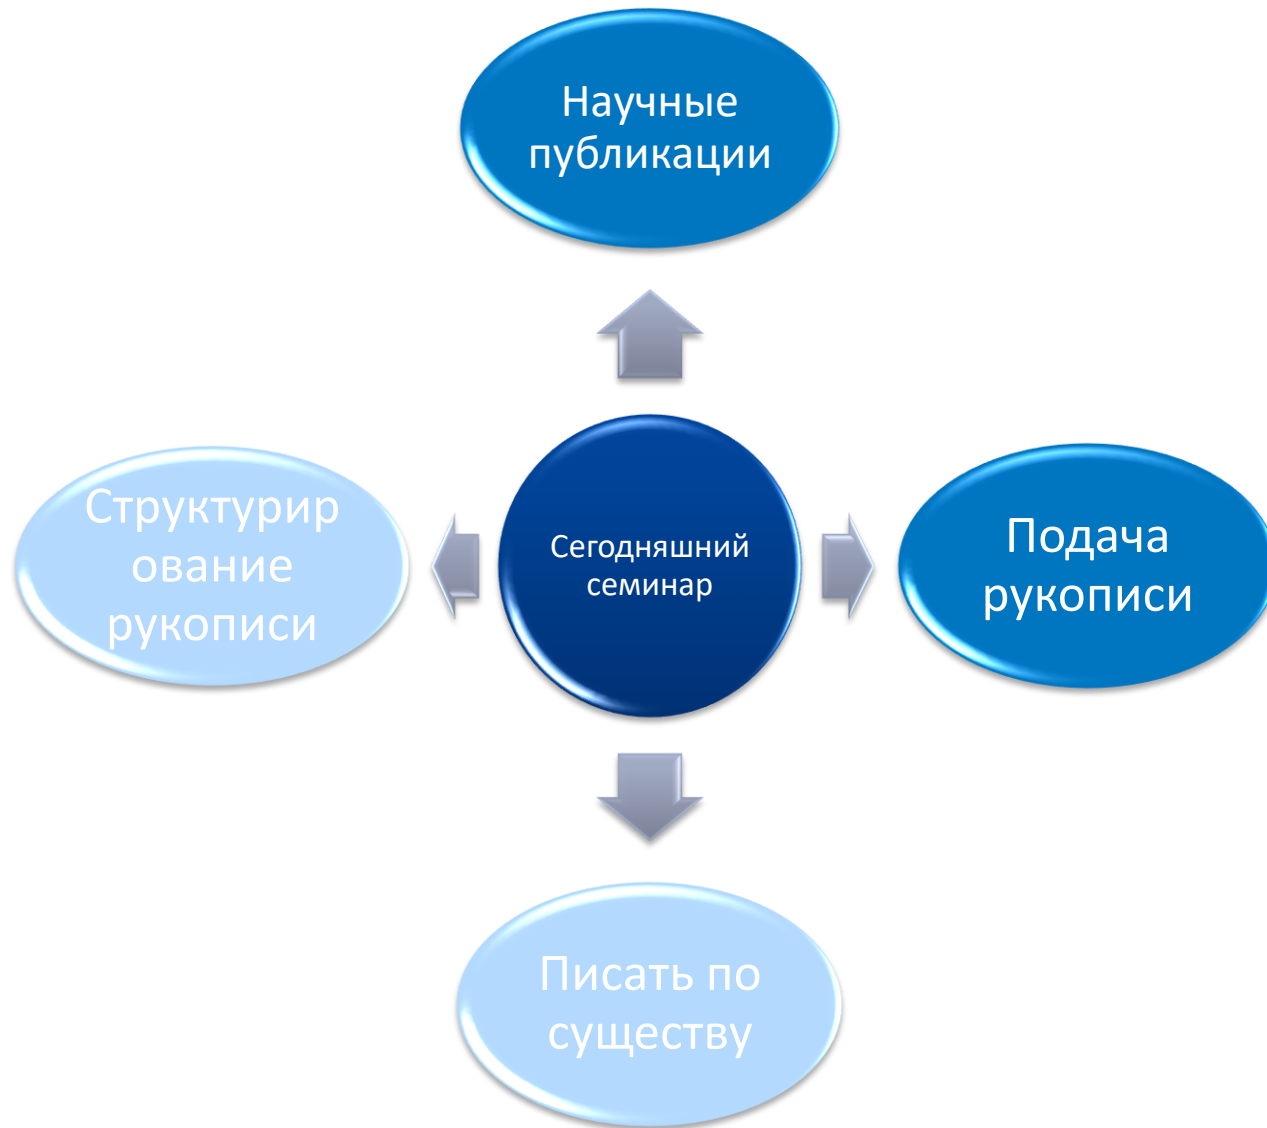 Научные
публикации
Структурир
ование
рукописи
Сегодняшний
семинар
Подача
рукописи
Писать по
существу